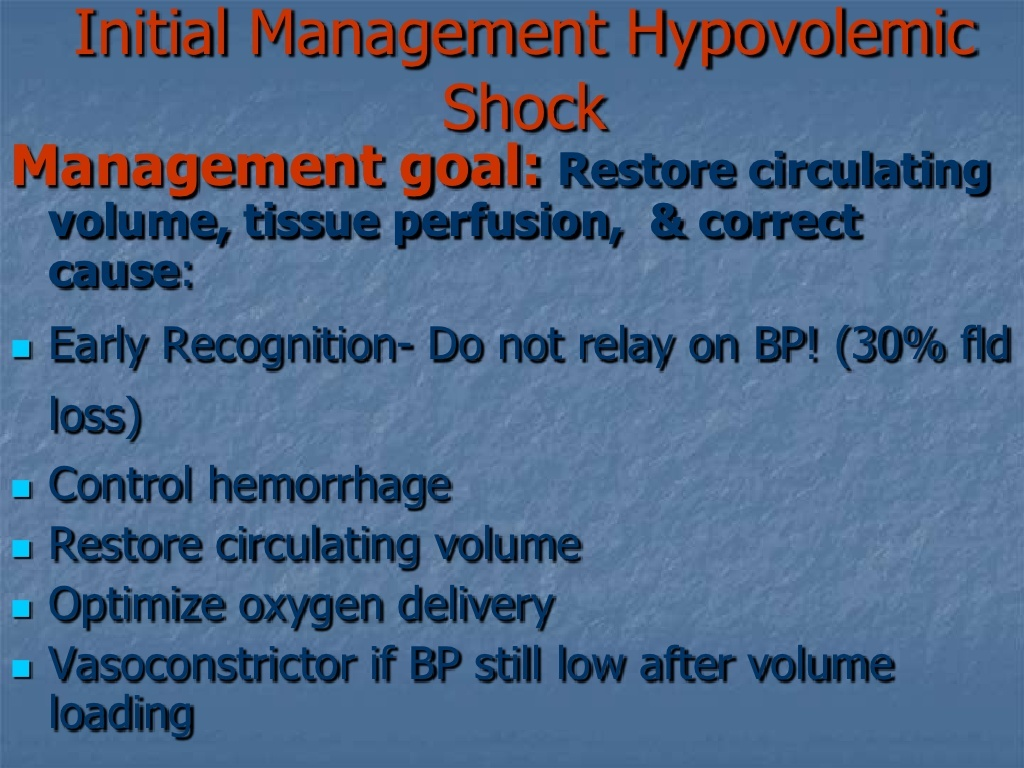 Initial Management Hypovolemic
Shock
Management goal: Restore circulating
volume, tissue perfusion, & correct
cause:
Early Recognition- Do not relay on BP! (30% fld
loss)
Control hemorrhage
Restore circulating volume
Optimize oxygen delivery
Vasoconstrictor if BP still low after volume
loading